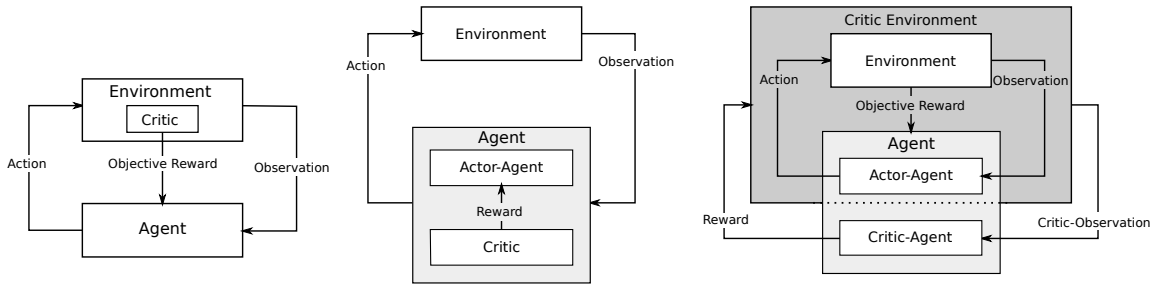 Environment
Critic
Action
Objective Reward
Observation
Agent
Environment
Action
Observation
Agent
Actor-Agent
Reward
Critic
Critic Environment
Environment
Action
Observation
Objective Reward
Agent
Actor-Agent
Reward
Critic-Observation
Critic-Agent